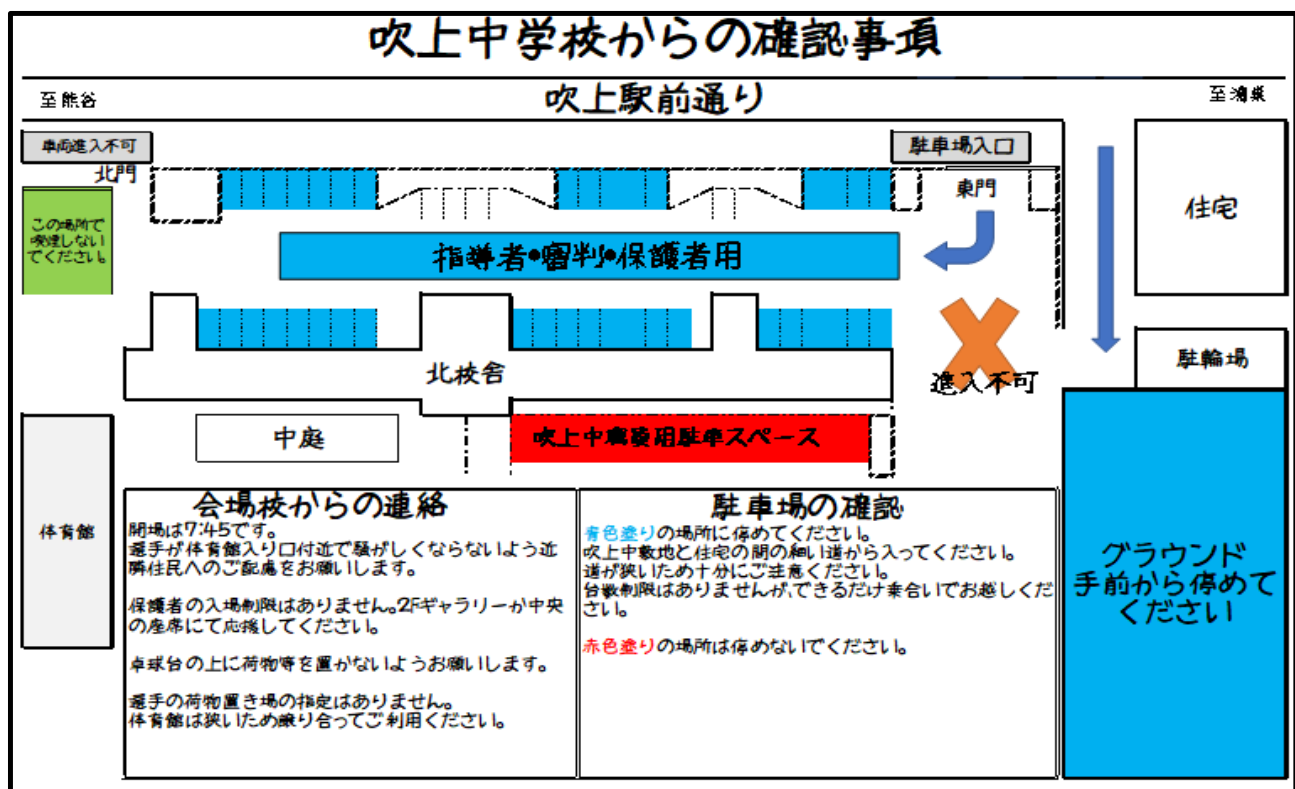 吹上中学校からの確認事項
至熊谷
吹上駅前通り
至鴻巣
車両進入不可
北門
駐車場入口
東門
住宅
この場所で
喫煙しない
でください。
指導者•審判•保護者用
北校舎
進入不可
駐輪場
中庭
吹上中職員用駐車スペース
体育館
グラウンド
手前から停めて
ください
会場校からの連絡
開場は7:45です。
選手が体育館入り口付近で騒がしくならないよう近
隣住民へのご配慮をお願いします。
保護者の入場制限はありません。2Fギャラリーか中央
の座席にて応援してください。
卓球台の上に荷物等を置かないようお願いします。
選手の荷物置き場の指定はありません。
体育館は狭いため譲り合ってご利用ください。
駐車場の確認
青色塗りの場所に停めてください。
吹上中敷地と住宅の間の細い道から入ってください。
道が狭いため十分にご注意ください。
台数制限はありませんが、できるだけ乗合いでお越しくだ
さい。
赤色塗りの場所は停めないでください。